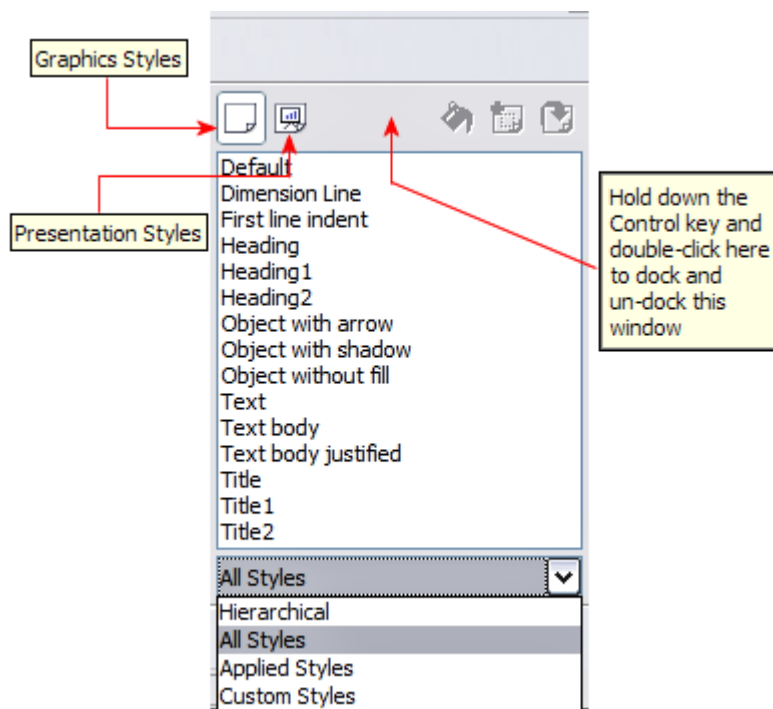 Graphics Styles
Presentation Styles
Default
Dimension Line
First line indent
Heading
Heading1
Heading2
Object with arrow
Object with shadow
Object without fill
Text
Text body
Text body justified
Title
Title1
Title2
All Styles
Hierarchical
All Styles
Applied Styles
Custom Styles
Hold down the
Control key and
double-click here
to dock and
un-dock this
window